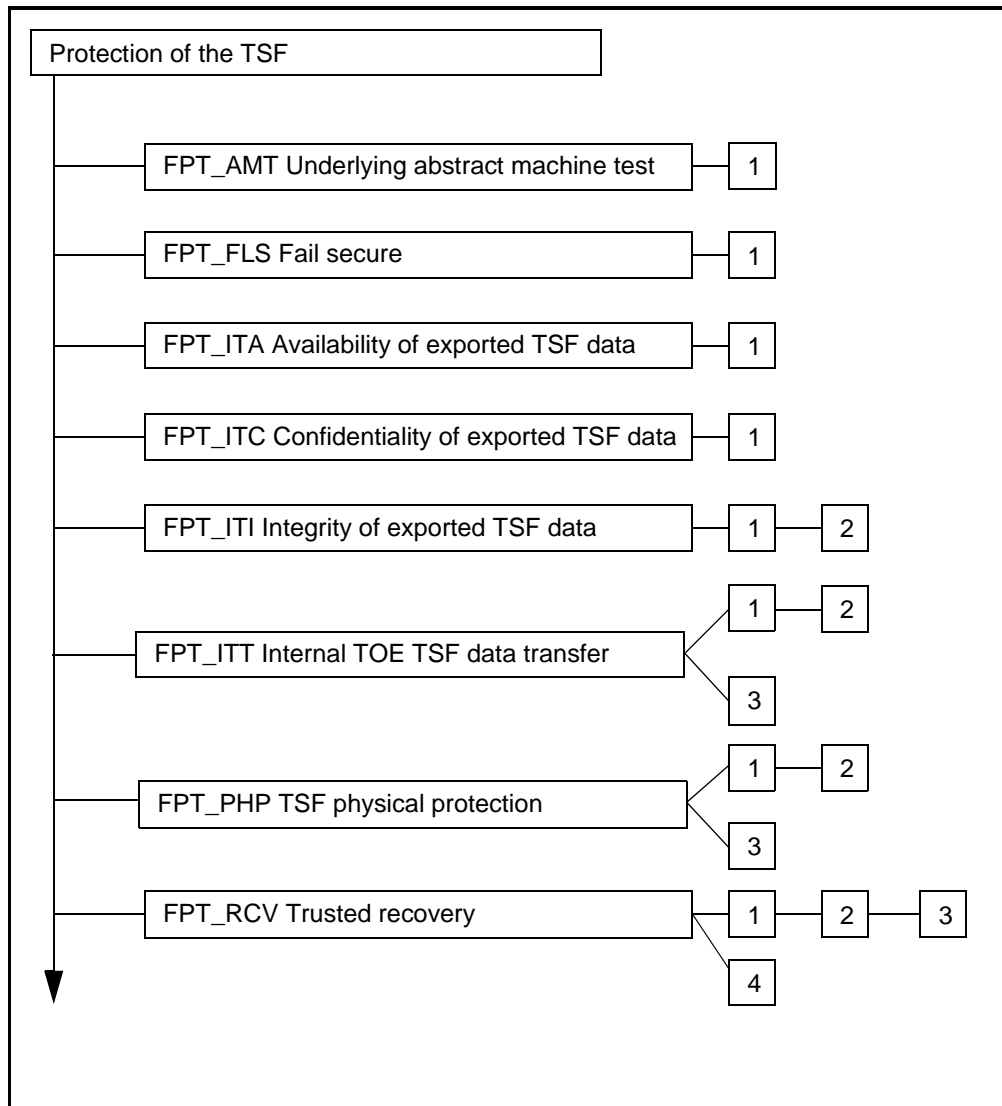 Protection of the TSF
FPT_AMT Underlying abstract machine test 1
FPT_FLS Fail secure 1
FPT_ITA Availability of exported TSF data 1
FPT_ITC Confidentiality of exported TSF data 1
FPT_ITI Integrity of exported TSF data 1 2
1 2
FPT_ITT Internal TOE TSF data transfer
3
1 2
FPT_PHP TSF physical protection
3
FPT_RCV Trusted recovery 1 2 3
4